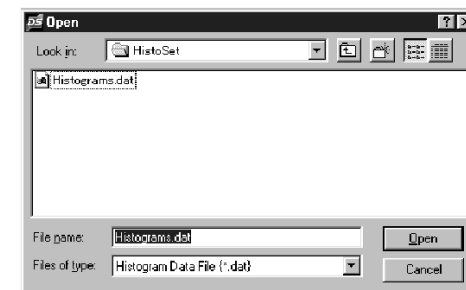 Open
Look in: HistoSet
Histograms.dat
File name: Histograms.dat Open
Files of type: Histogram Data File (*.dat) Cancel